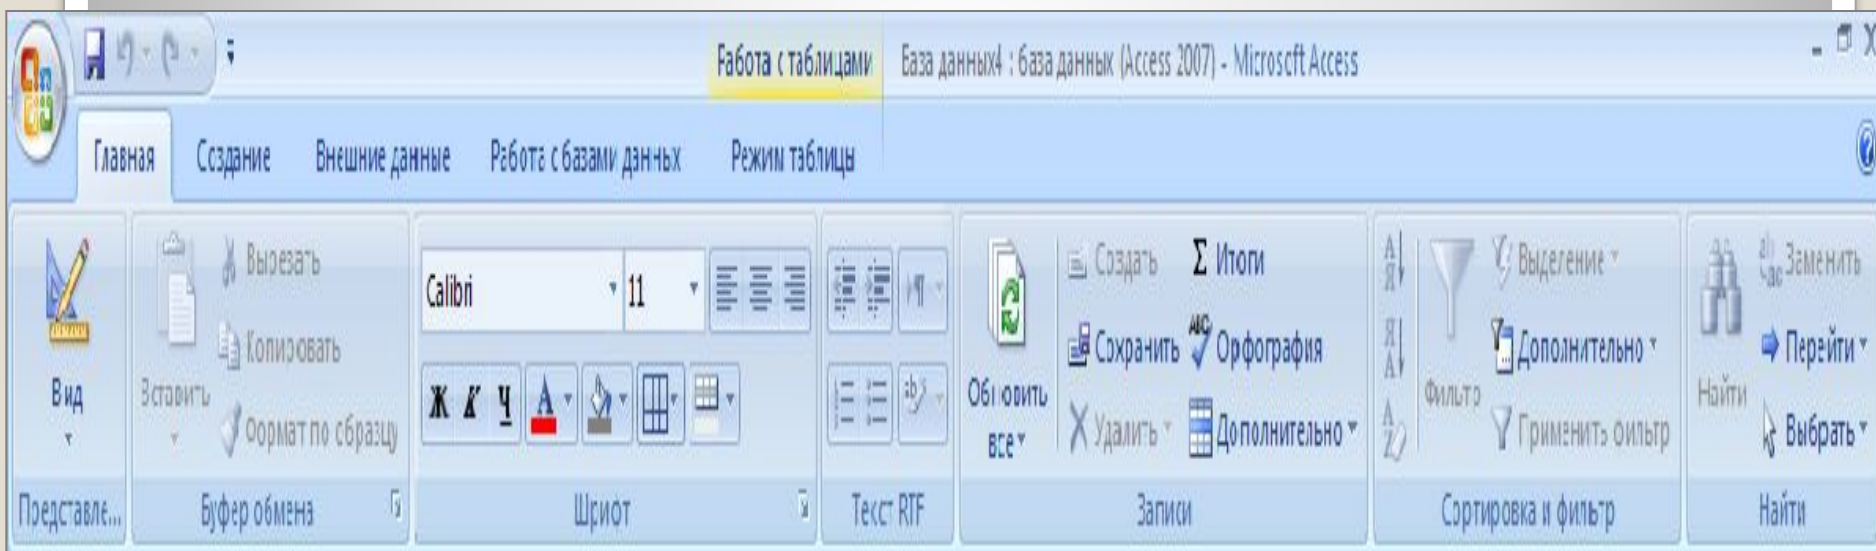 Работа с таблицами База данных4 : база данных (Access 2007) - Microsoft Access
Главная Создание Внешние данные Работа с базами данных Режим таблицы
Вид
Вставить
Вырезать
Копировать
Формат по образцу
Calibri 11
Ж К Ч
А
Обновить все
Создать
Сохранить
Удалить
Σ Итоги
ABC Орфография
Дополнительно
Фильтр
Выделение
Дополнительно
Применить фильтр
Найти
Заменить
Перейти
Выбрать
Представле... Буфер обмена Шрифт Текст RTF Записи Сортировка и фильтр Найти